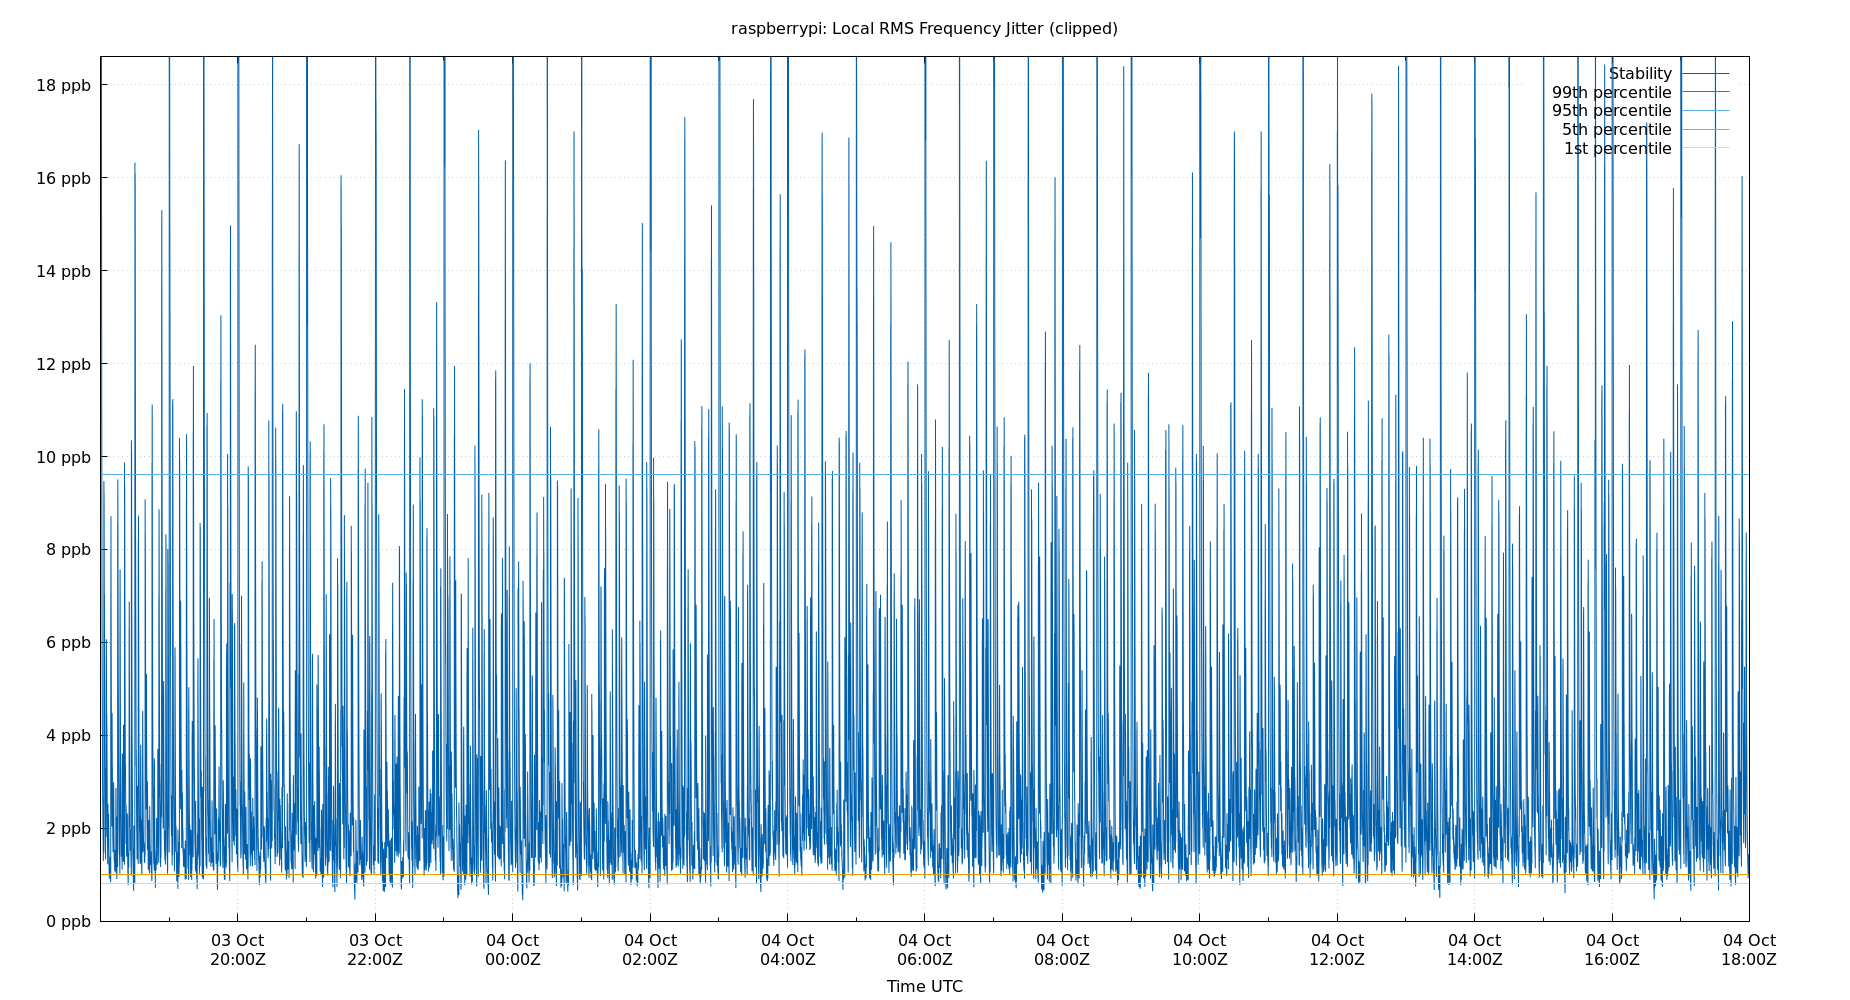 raspberrypi: Local RMS Frequency Jitter (clipped)
18 ppb
16 ppb
14 ppb
12 ppb
10 ppb
8 ppb
6 ppb
4 ppb
2 ppb
0 ppb
Stability
99th percentile
95th percentile
5th percentile
1st percentile
03 Oct 03 Oct 04 Oct 04 Oct 04 Oct 04 Oct 04 Oct 04 Oct 04 Oct 04 Oct 04 Oct 04 Oct
20:00Z 22:00Z 00:00Z 02:00Z 04:00Z 06:00Z 08:00Z 10:00Z 12:00Z 14:00Z 16:00Z 18:00Z
Time UTC